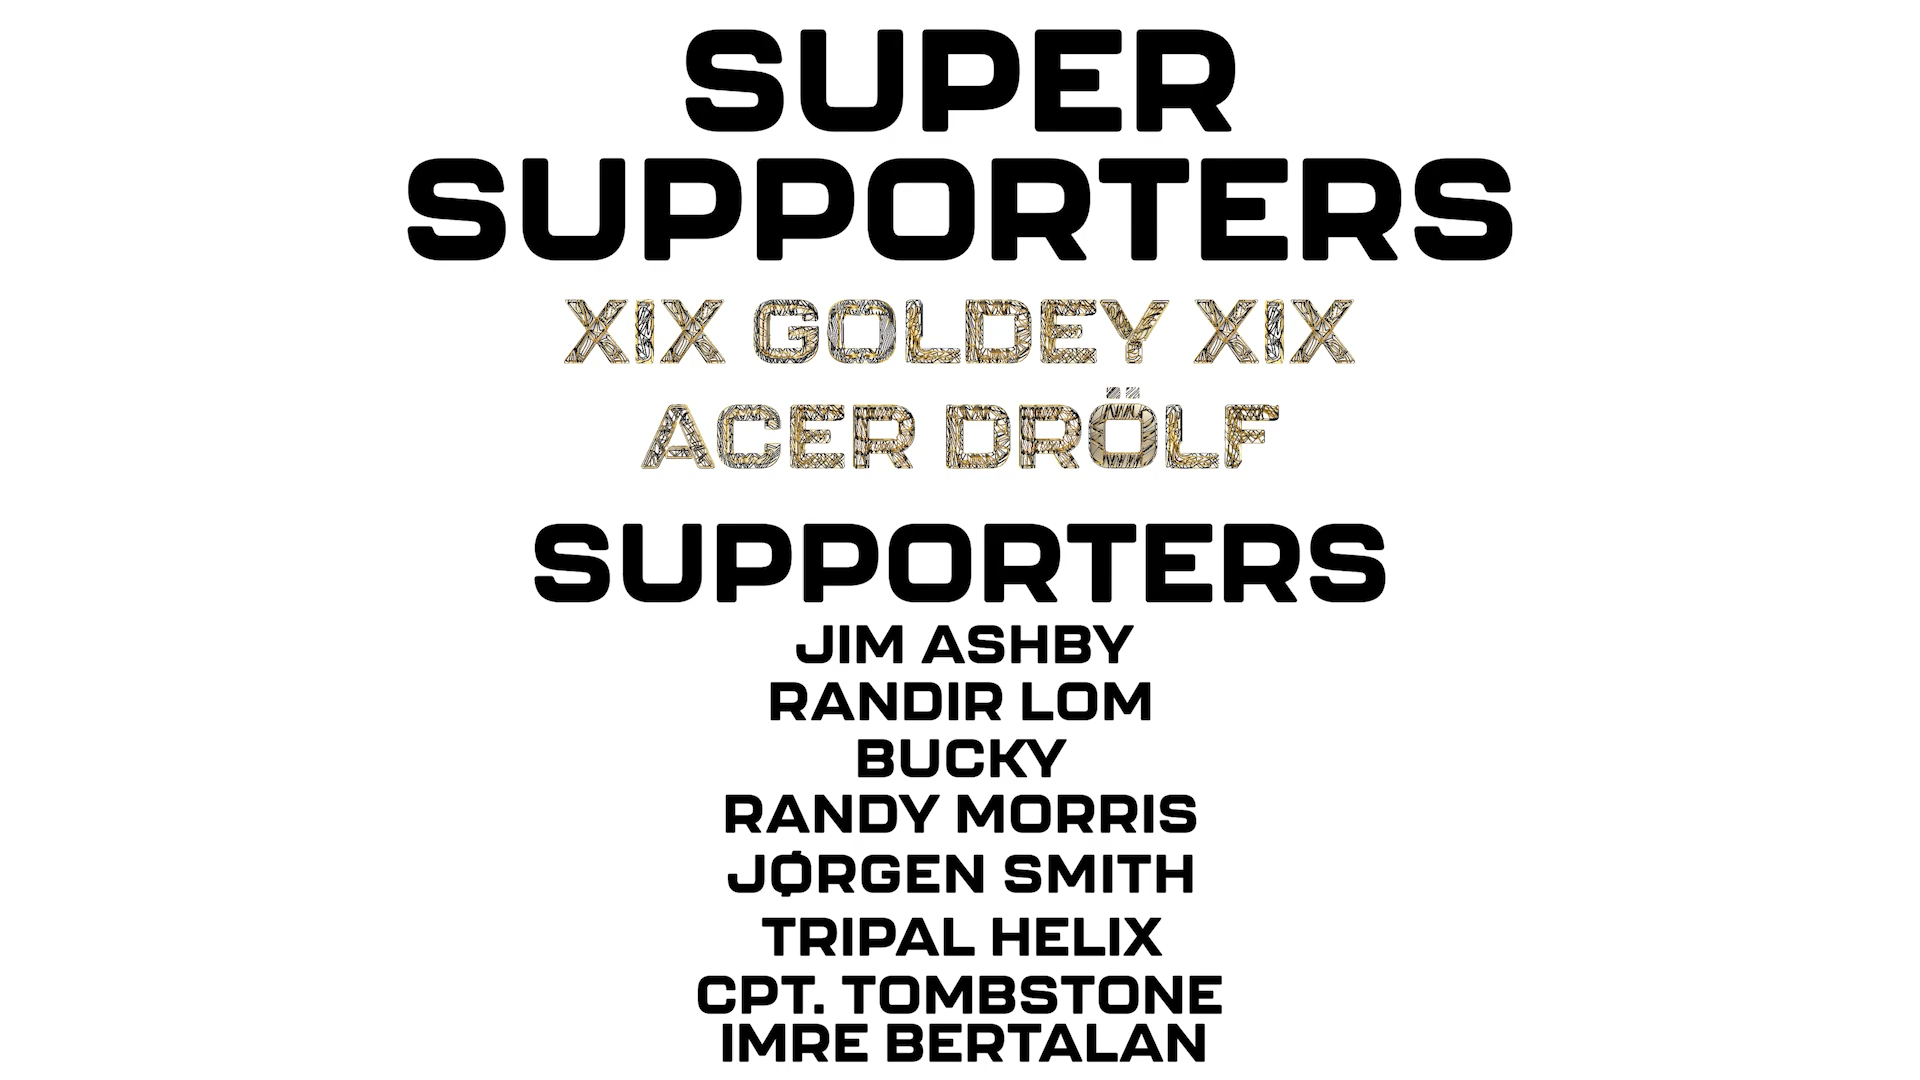 SUPER
SUPPORTERS
XIX GOLDEY XIX
ACER DRÖLF
SUPPORTERS
JIM ASHBY
RANDIR LOM
BUCKY
RANDY MORRIS
JØRGEN SMITH
TRIPAL HELIX
CPT. TOMBSTONE
IMRE BERTALAN